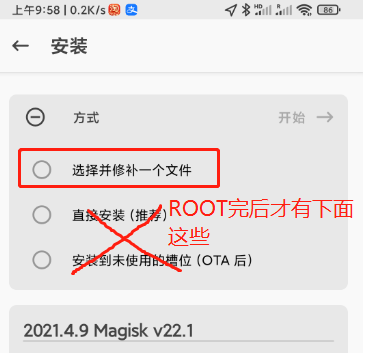 上午9:58 | 0.2K/s
HD
R
86
安装
方式
开始
选择并修补一个文件
直接安装 (推荐)
ROOT完后才有下面
这些
安装到未使用的槽位 (OTA 后)
2021.4.9 Magisk v22.1